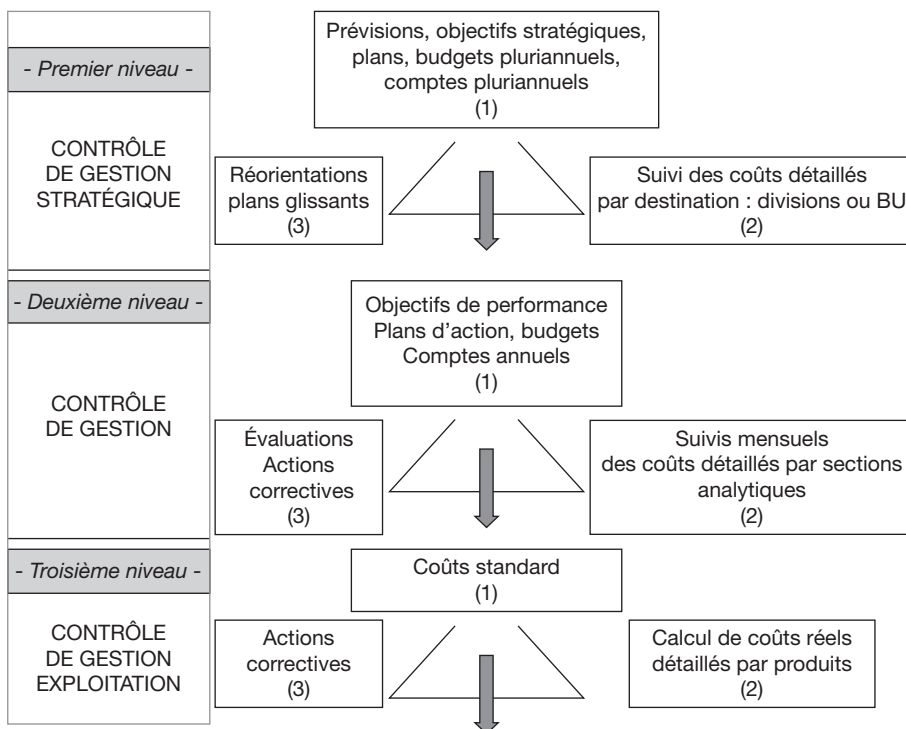 - Premier niveau -
CONTRÔLE
DE GESTION
STRATÉGIQUE
Prévisions, objectifs stratégiques,
plans, budgets pluriannuels,
comptes pluriannuels
(1)
Réorientations
plans glissants
(3)
Suivi des coûts détaillés
par destination : divisions ou BU
(2)
- Deuxième niveau -
CONTRÔLE
DE GESTION
Objectifs de performance
Plans d’action, budgets
Comptes annuels
(1)
Évaluations
Actions
correctives
(3)
Suivis mensuels
des coûts détaillés par sections
analytiques
(2)
- Troisième niveau -
CONTRÔLE
DE GESTION
EXPLOITATION
Coûts standard
(1)
Actions
correctives
(3)
Calcul de coûts réels
détaillés par produits
(2)